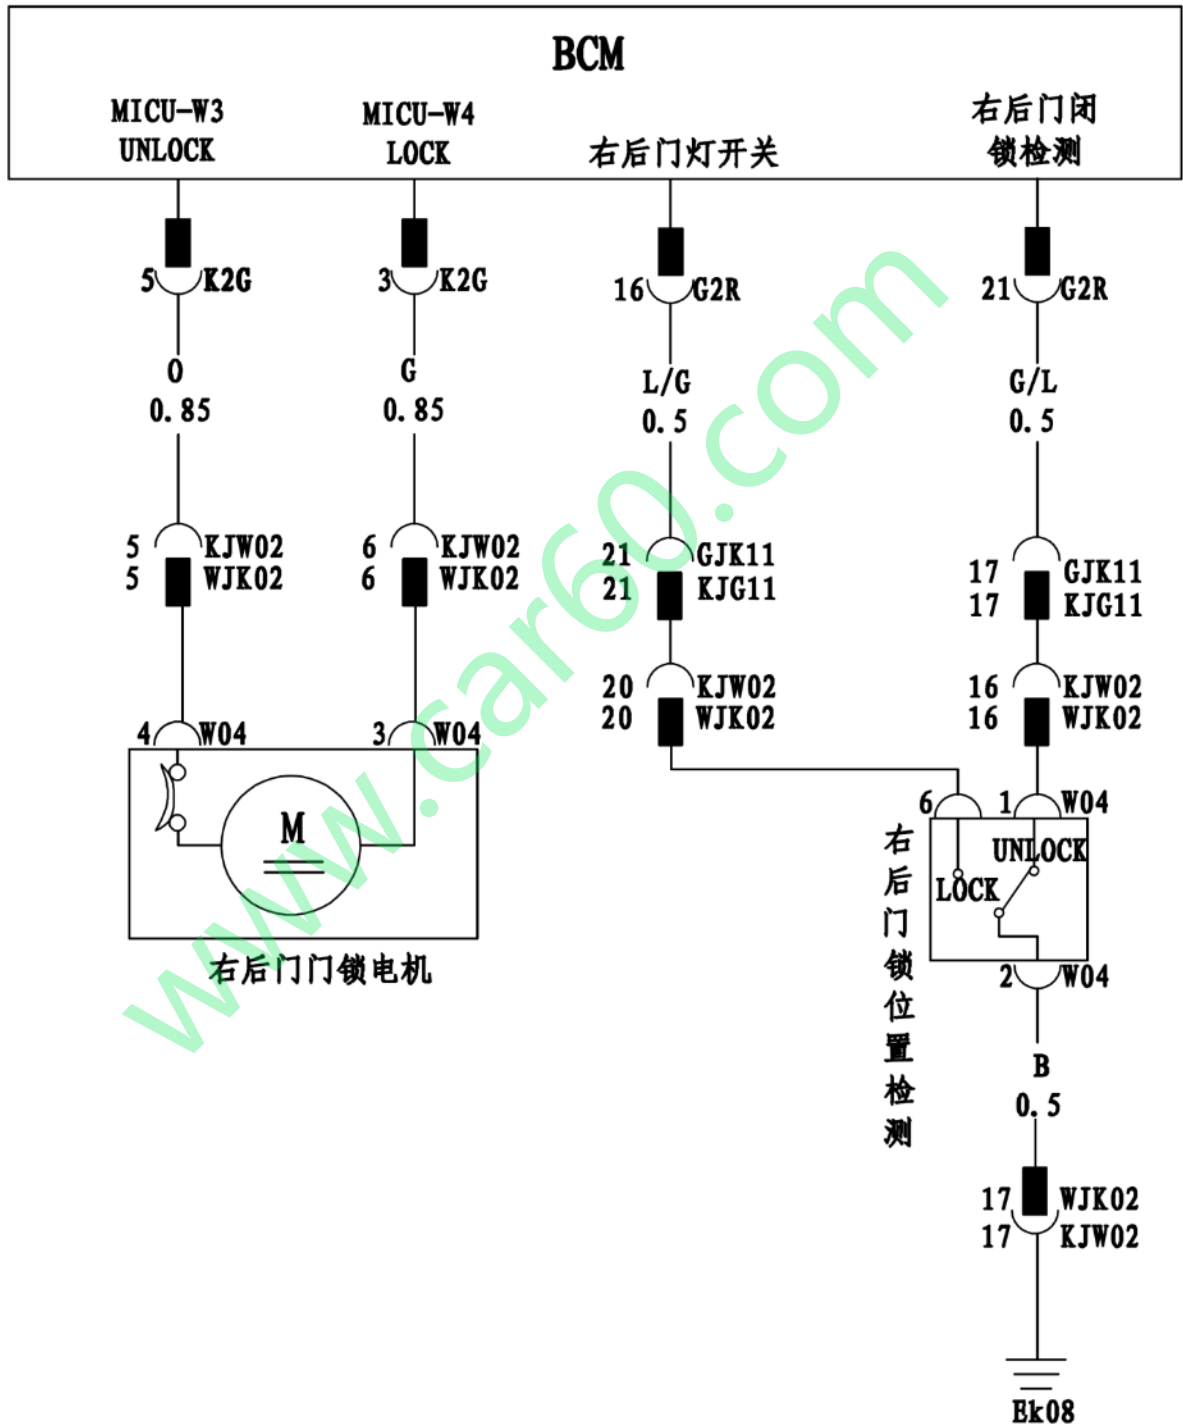 BCM
MICU-W3
UNLOCK
MICU-W4
LOCK
右后门灯开关
右后门闭
锁检测
5 K2G
3 K2G
16 G2R
21 G2R
O
0.85
G
0.85
L/G
0.5
G/L
0.5
5 KJW02
5 WJK02
6 KJW02
6 WJK02
21 GJK11
21 KJG11
17 GJK11
17 KJG11
20 KJW02
20 WJK02
16 KJW02
16 WJK02
4 W04
3 W04
6
1 W04
M
UNLOCK
LOCK
右后门门锁电机
右后门锁位置检测
2 W04
B
0.5
17 WJK02
17 KJW02
Ek08
www.car60.com